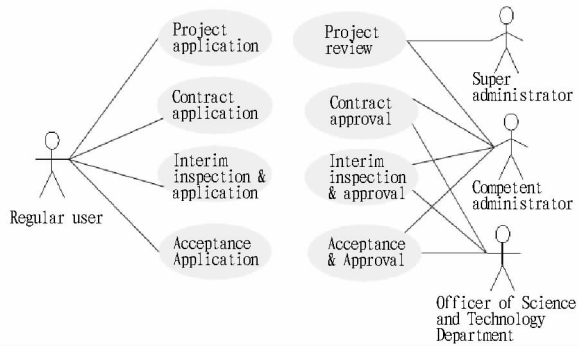 Project
application
Contract
application
Interim
inspection &
application
Acceptance
Application
Regular user
Project
review
Contract
approval
Interim
inspection
& approval
Acceptance
& Approval
Super
administrator
Competent
administrator
Officer of Science
and Technology
Department